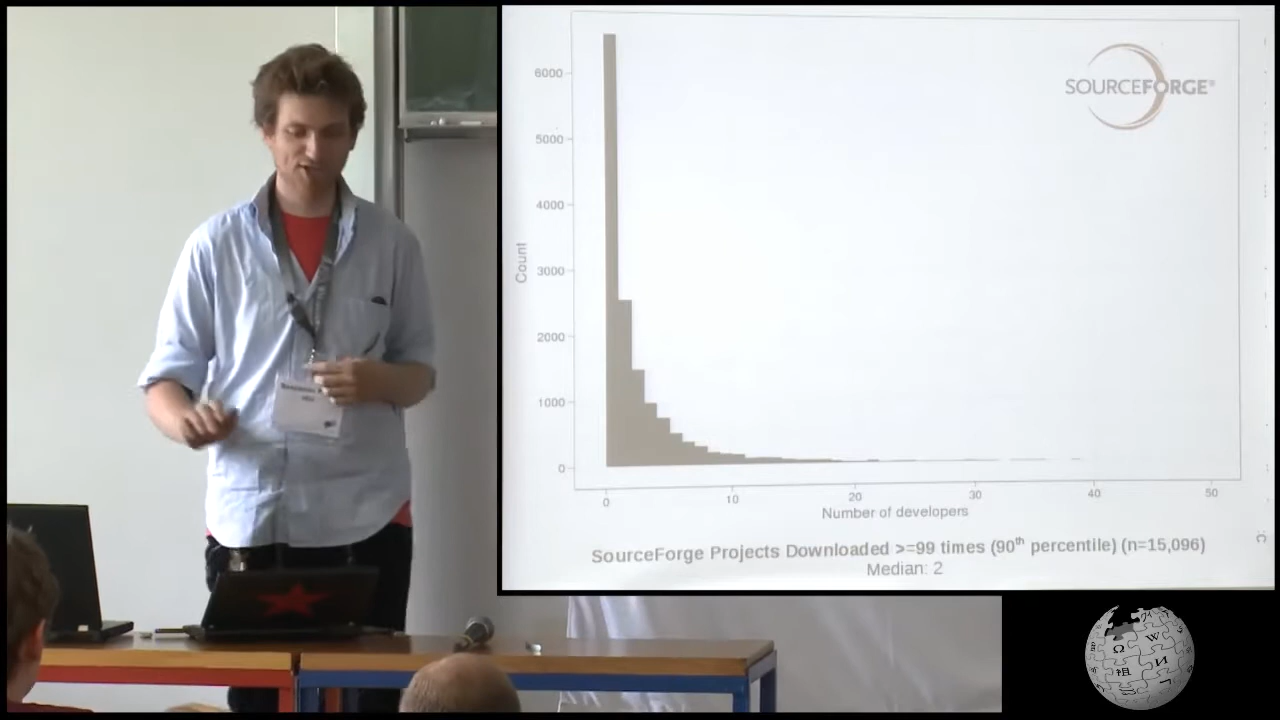 SOURCEFORGE®
6000
5000
4000
3000
2000
1000
0
Count
0 10 20 30 40 50
Number of developers
SourceForge Projects Downloaded >=99 times (90th percentile) (n=15,096)
Median: 2
Ω W
祖 И